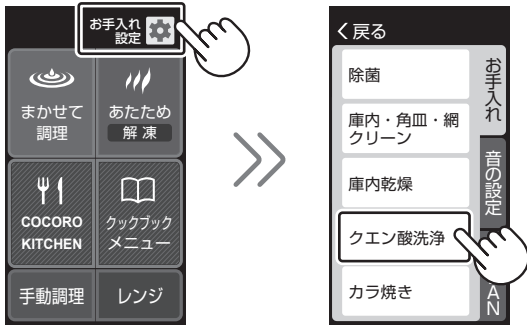 お手入れ
設定
まかせて
調理
あたため
解凍
COCORO
KITCHEN
クックブック
メニュー
手動調理
レンジ
戻る
除菌
庫内・角皿・網
クリーン
庫内乾燥
クエン酸洗浄
カラ焼き
お手入れ
音の設定
AN